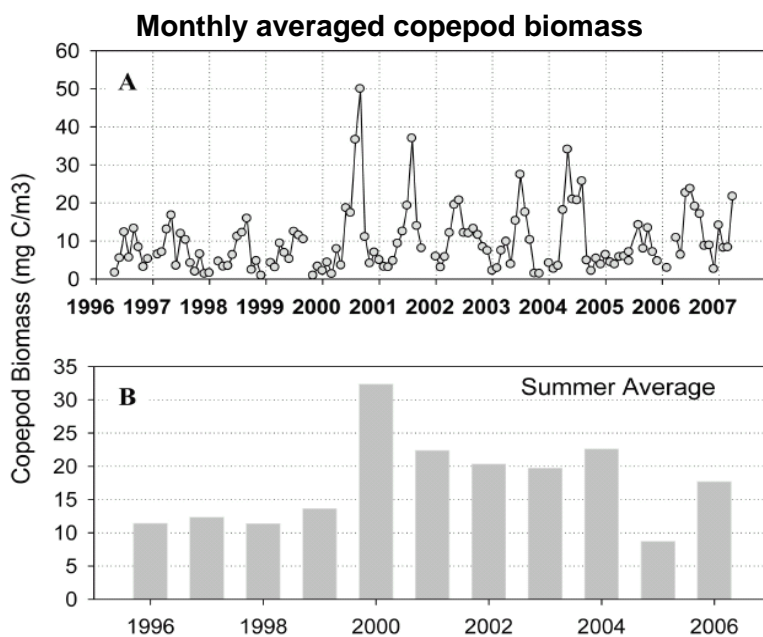 Monthly averaged copepod biomass
60
A
50
40
30
20
10
0
1996 1997 1998 1999 2000 2001 2002 2003 2004 2005 2006 2007
Copepod Biomass (mg C/m3)
35
B
Summer Average
30
25
20
15
10
5
0
1996 1998 2000 2002 2004 2006